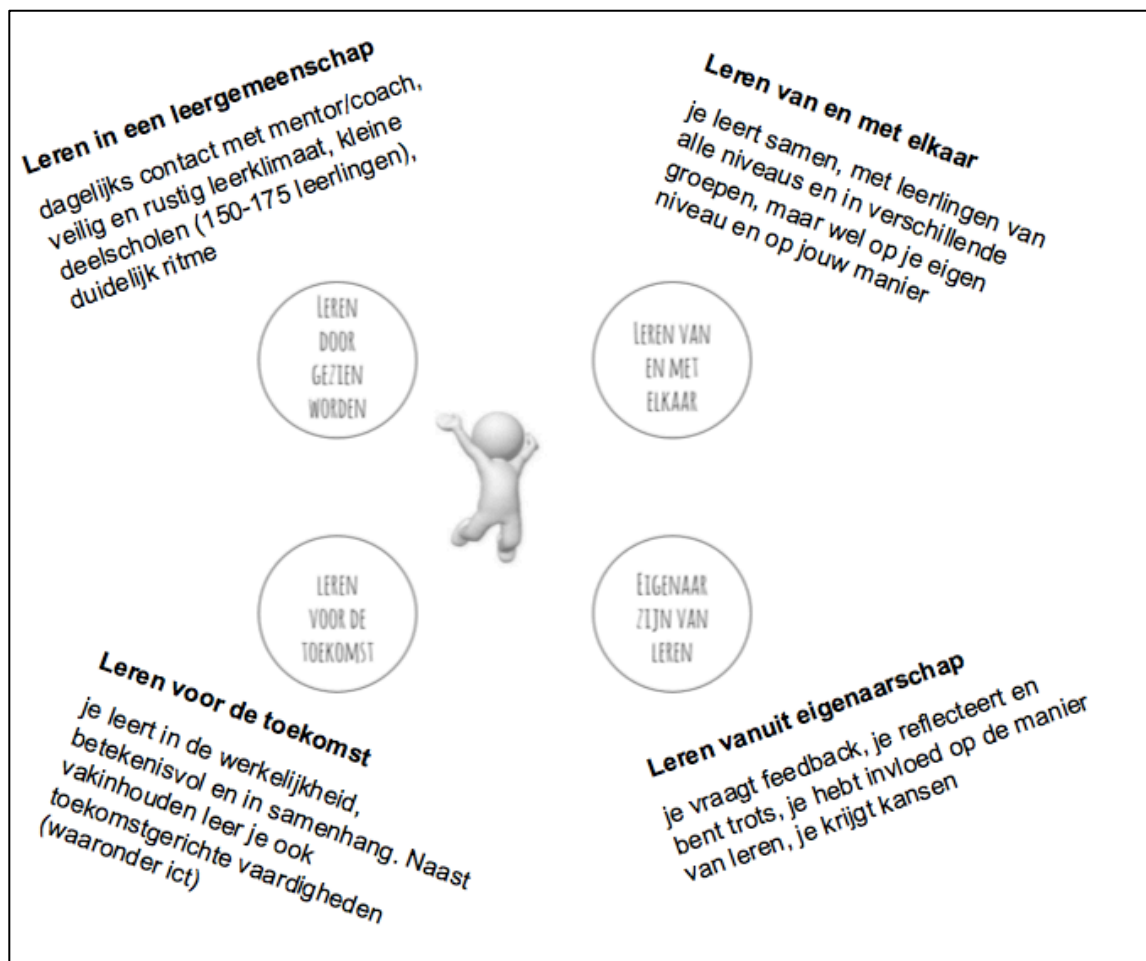 Leren in een leergemeenschap
dagelijks contact met mentor/coach,
veilig en rustig leerklimaat, kleine
deelscholen (150-175 leerlingen),
duidelijk ritme
Leren van en met elkaar
je leert samen, met leerlingen van
alle niveaus en in verschillende
groepen, maar wel op je eigen
niveau en op jouw manier
LEREN
DOOR
GEZIEN
WORDEN
LEREN VAN
EN MET
ELKAAR
LEREN
VOOR DE
TOEKOMST
EIGENAAR
ZIJN VAN
LEREN
Leren voor de toekomst
je leert in de werkelijkheid,
betekenisvol en in samenhang. Naast
vakinhouden leer je ook
toekomstgerichte vaardigheden
(waaronder ict)
Leren vanuit eigenaarschap
je vraagt feedback, je reflecteert en
bent trots, je hebt invloed op de manier
van leren, je krijgt kansen